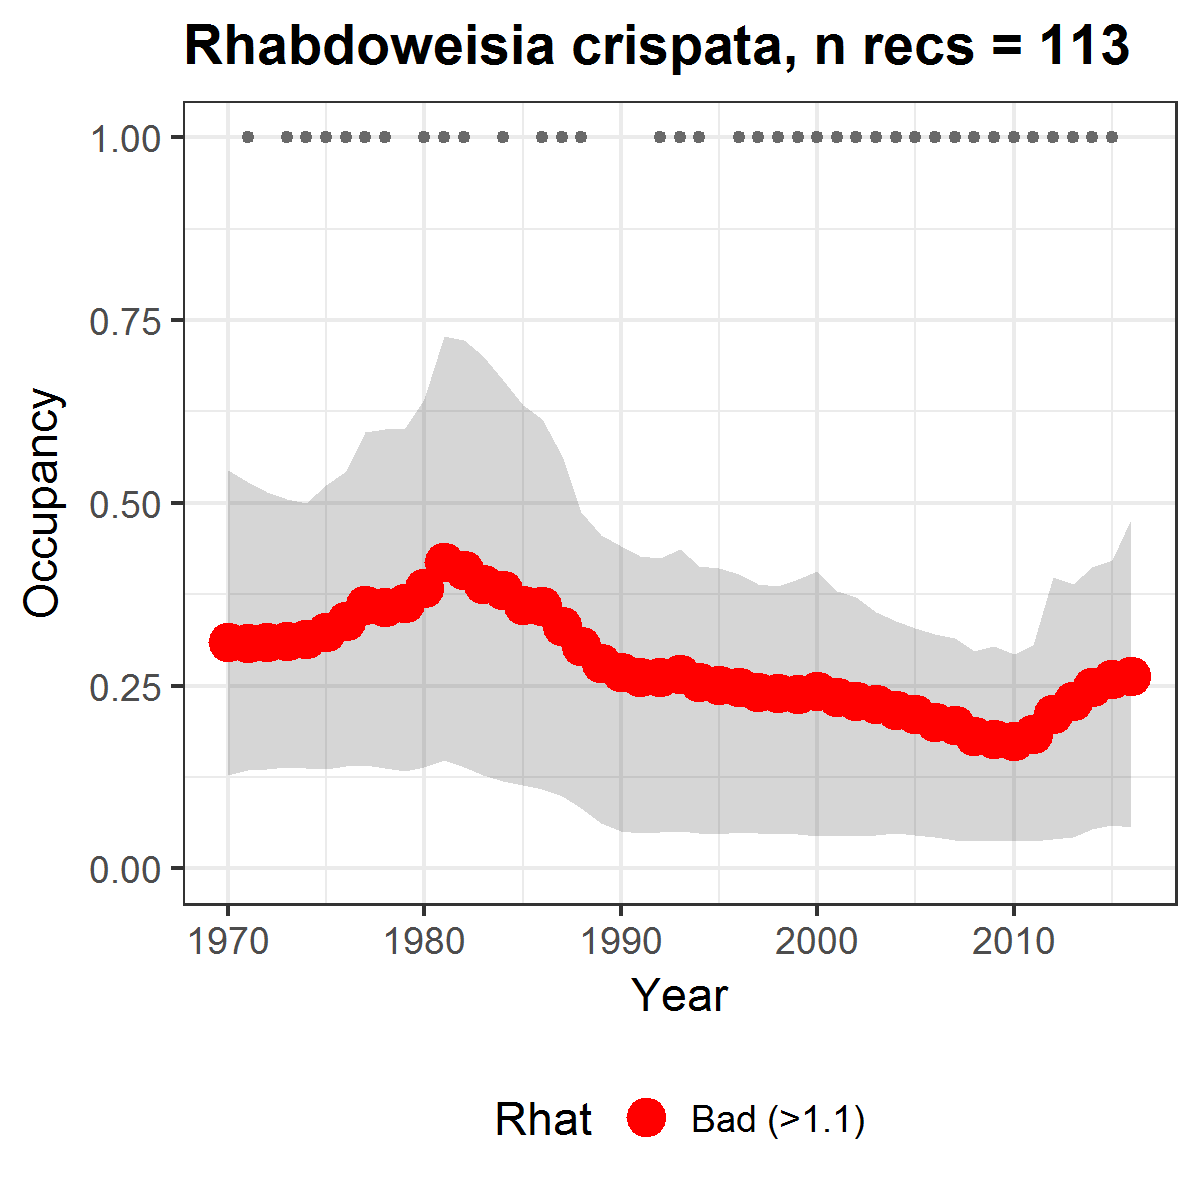 Rhabdoweisia crispata, n recs = 113
1.00
0.75
0.50
0.25
0.00
Occupancy
1970 1980 1990 2000 2010
Year
Rhat Bad (>1.1)